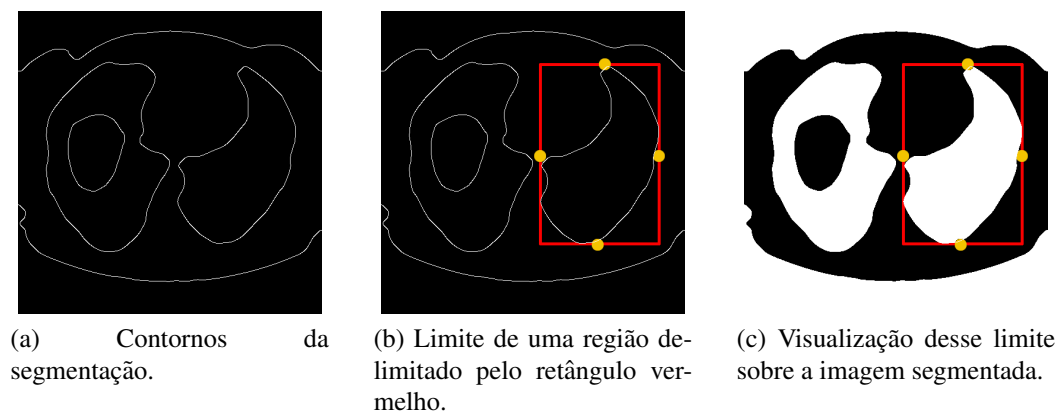 (a) Contornos da
segmentação.
(b) Limite de uma região de-
limitado pelo retângulo ver-
melho.
(c) Visualização desse limite
sobre a imagem segmentada.